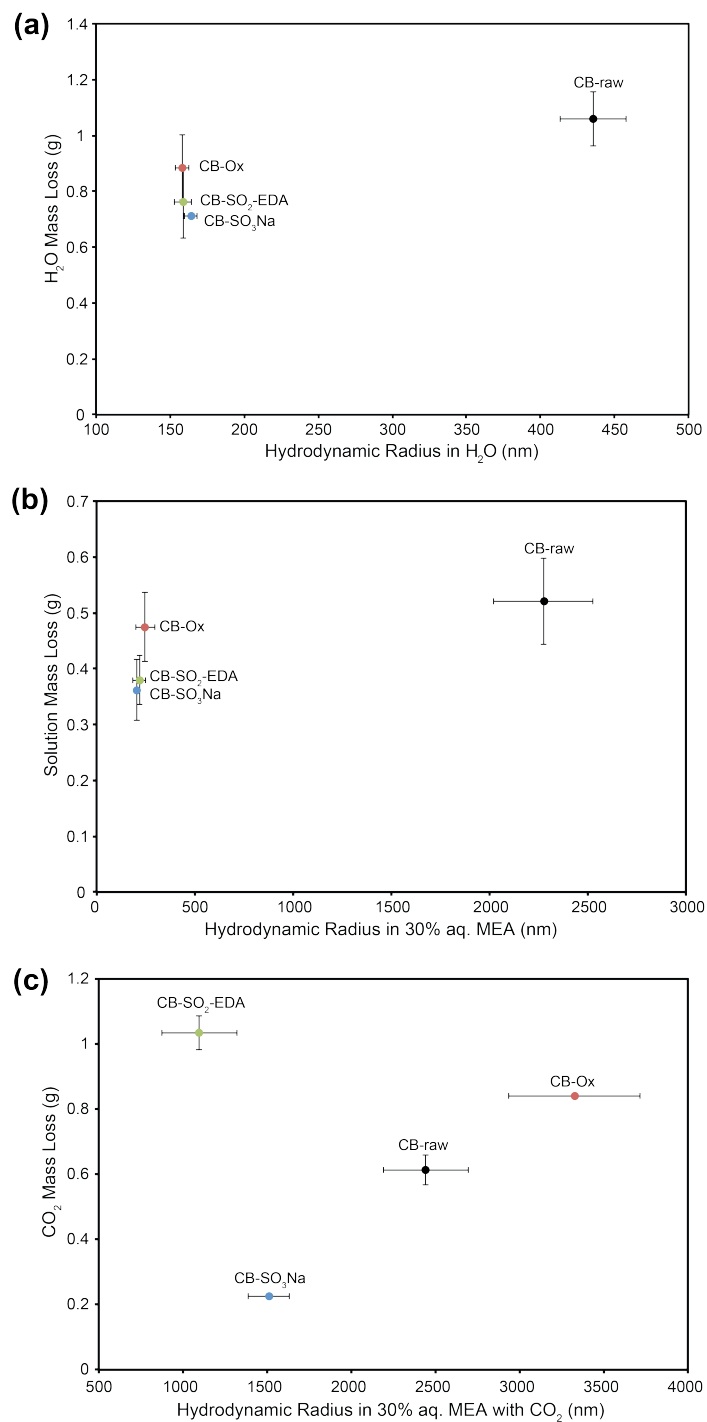 (a)
1.4
1.2
1
0.8
0.6
0.4
0.2
0
H2O Mass Loss (g)
CB-raw
CB-Ox
CB-SO2-EDA
CB-SO3Na
100 150 200 250 300 350 400 450 500
Hydrodynamic Radius in H2O (nm)
(b)
0.7
0.6
0.5
0.4
0.3
0.2
0.1
0
Solution Mass Loss (g)
CB-raw
CB-Ox
CB-SO2-EDA
CB-SO3Na
0 500 1000 1500 2000 2500 3000
Hydrodynamic Radius in 30% aq. MEA (nm)
(c)
1.2
1
0.8
0.6
0.4
0.2
0
CO2 Mass Loss (g)
CB-SO2-EDA
CB-Ox
CB-raw
CB-SO3Na
500 1000 1500 2000 2500 3000 3500 4000
Hydrodynamic Radius in 30% aq. MEA with CO2 (nm)